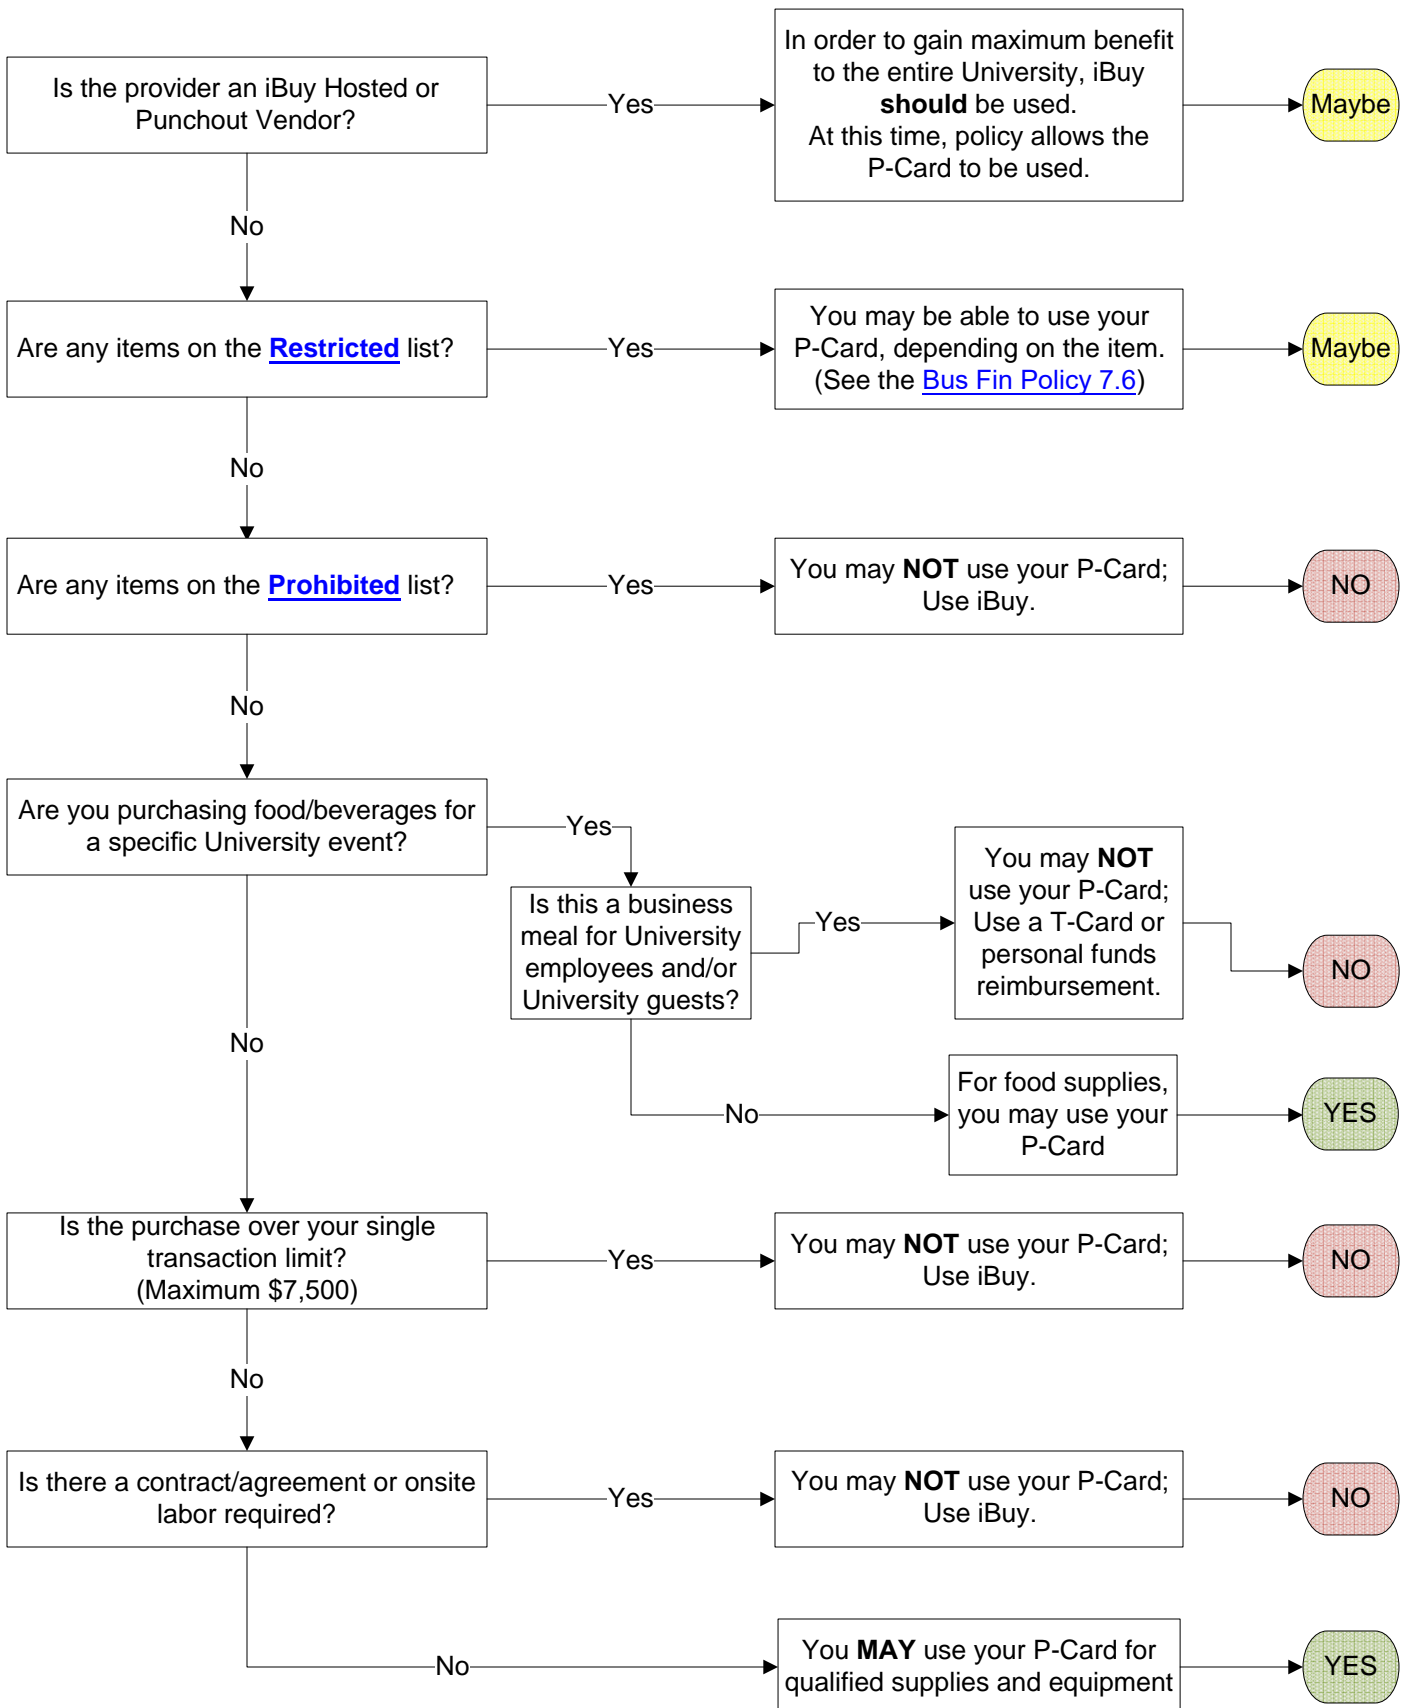 Is the provider an iBuy Hosted or
Punchout Vendor?
Yes
In order to gain maximum benefit
to the entire University, iBuy
should be used.
At this time, policy allows the
P-Card to be used.
Maybe
No
Are any items on the Restricted list?
Yes
You may be able to use your
P-Card, depending on the item.
(See the Bus Fin Policy 7.6)
Maybe
No
Are any items on the Prohibited list?
Yes
You may NOT use your P-Card;
Use iBuy.
NO
No
Are you purchasing food/beverages for
a specific University event?
Yes
Is this a business
meal for University
employees and/or
University guests?
Yes
You may NOT
use your P-Card;
Use a T-Card or
personal funds
reimbursement.
NO
No
For food supplies,
you may use your
P-Card
YES
No
Is the purchase over your single
transaction limit?
(Maximum $7,500)
Yes
You may NOT use your P-Card;
Use iBuy.
NO
No
Is there a contract/agreement or onsite
labor required?
Yes
You may NOT use your P-Card;
Use iBuy.
NO
No
You MAY use your P-Card for
qualified supplies and equipment
YES